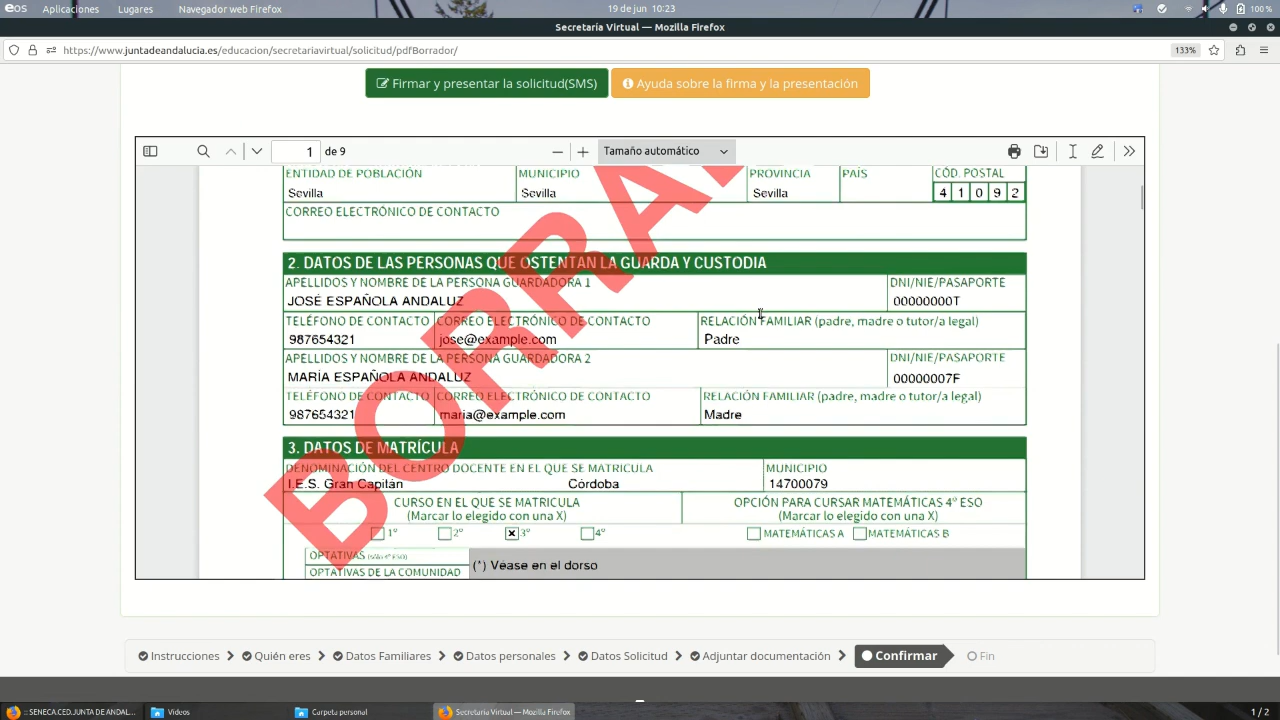 eos Aplicaciones Lugares Navegador web Firefox 19 de jun 10:23 100 %
Secretaría Virtual — Mozilla Firefox
https://www.juntadeandalucia.es/educacion/secretariavirtual/solicitud/pdfBorrador/ 133%
Firmar y presentar la solicitud(SMS) Ayuda sobre la firma y la presentación
1 de 9 Tamaño automático
ENTIDAD DE POBLACIÓN MUNICIPIO PROVINCIA PAÍS CÓD. POSTAL
Sevilla Sevilla Sevilla 4 1 0 9 2
CORREO ELECTRÓNICO DE CONTACTO
2. DATOS DE LAS PERSONAS QUE OSTENTAN LA GUARDA Y CUSTODIA
APELLIDOS Y NOMBRE DE LA PERSONA GUARDADORA 1 DNI/NIE/PASAPORTE
JOSÉ ESPAÑOLA ANDALUZ 00000000T
TELÉFONO DE CONTACTO CORREO ELECTRÓNICO DE CONTACTO RELACIÓN FAMILIAR (padre, madre o tutor/a legal)
987654321 jose@example.com Padre
APELLIDOS Y NOMBRE DE LA PERSONA GUARDADORA 2 DNI/NIE/PASAPORTE
MARÍA ESPAÑOLA ANDALUZ 00000007F
TELÉFONO DE CONTACTO CORREO ELECTRÓNICO DE CONTACTO RELACIÓN FAMILIAR (padre, madre o tutor/a legal)
987654321 maria@example.com Madre
3. DATOS DE MATRÍCULA
DENOMINACIÓN DEL CENTRO DOCENTE EN EL QUE SE MATRICULA MUNICIPIO
I.E.S. Gran Capitán Córdoba 14700079
CURSO EN EL QUE SE MATRICULA OPCIÓN PARA CURSAR MATEMÁTICAS 4º ESO
(Marcar lo elegido con una X) (Marcar lo elegido con una X)
1º 2º X 3º 4º MATEMÁTICAS A MATEMÁTICAS B
OPTATIVAS (sólo 4º ESO) (*) Véase en el dorso
OPTATIVAS DE LA COMUNIDAD
BORRA
Instrucciones Quién eres Datos Familiares Datos personales Datos Solicitud Adjuntar documentación Confirmar Fin
:: SENECA.CED.JUNTA DE ANDAL... Vídeos Carpeta personal Secretaría Virtual — Mozilla Firefox 1 / 2